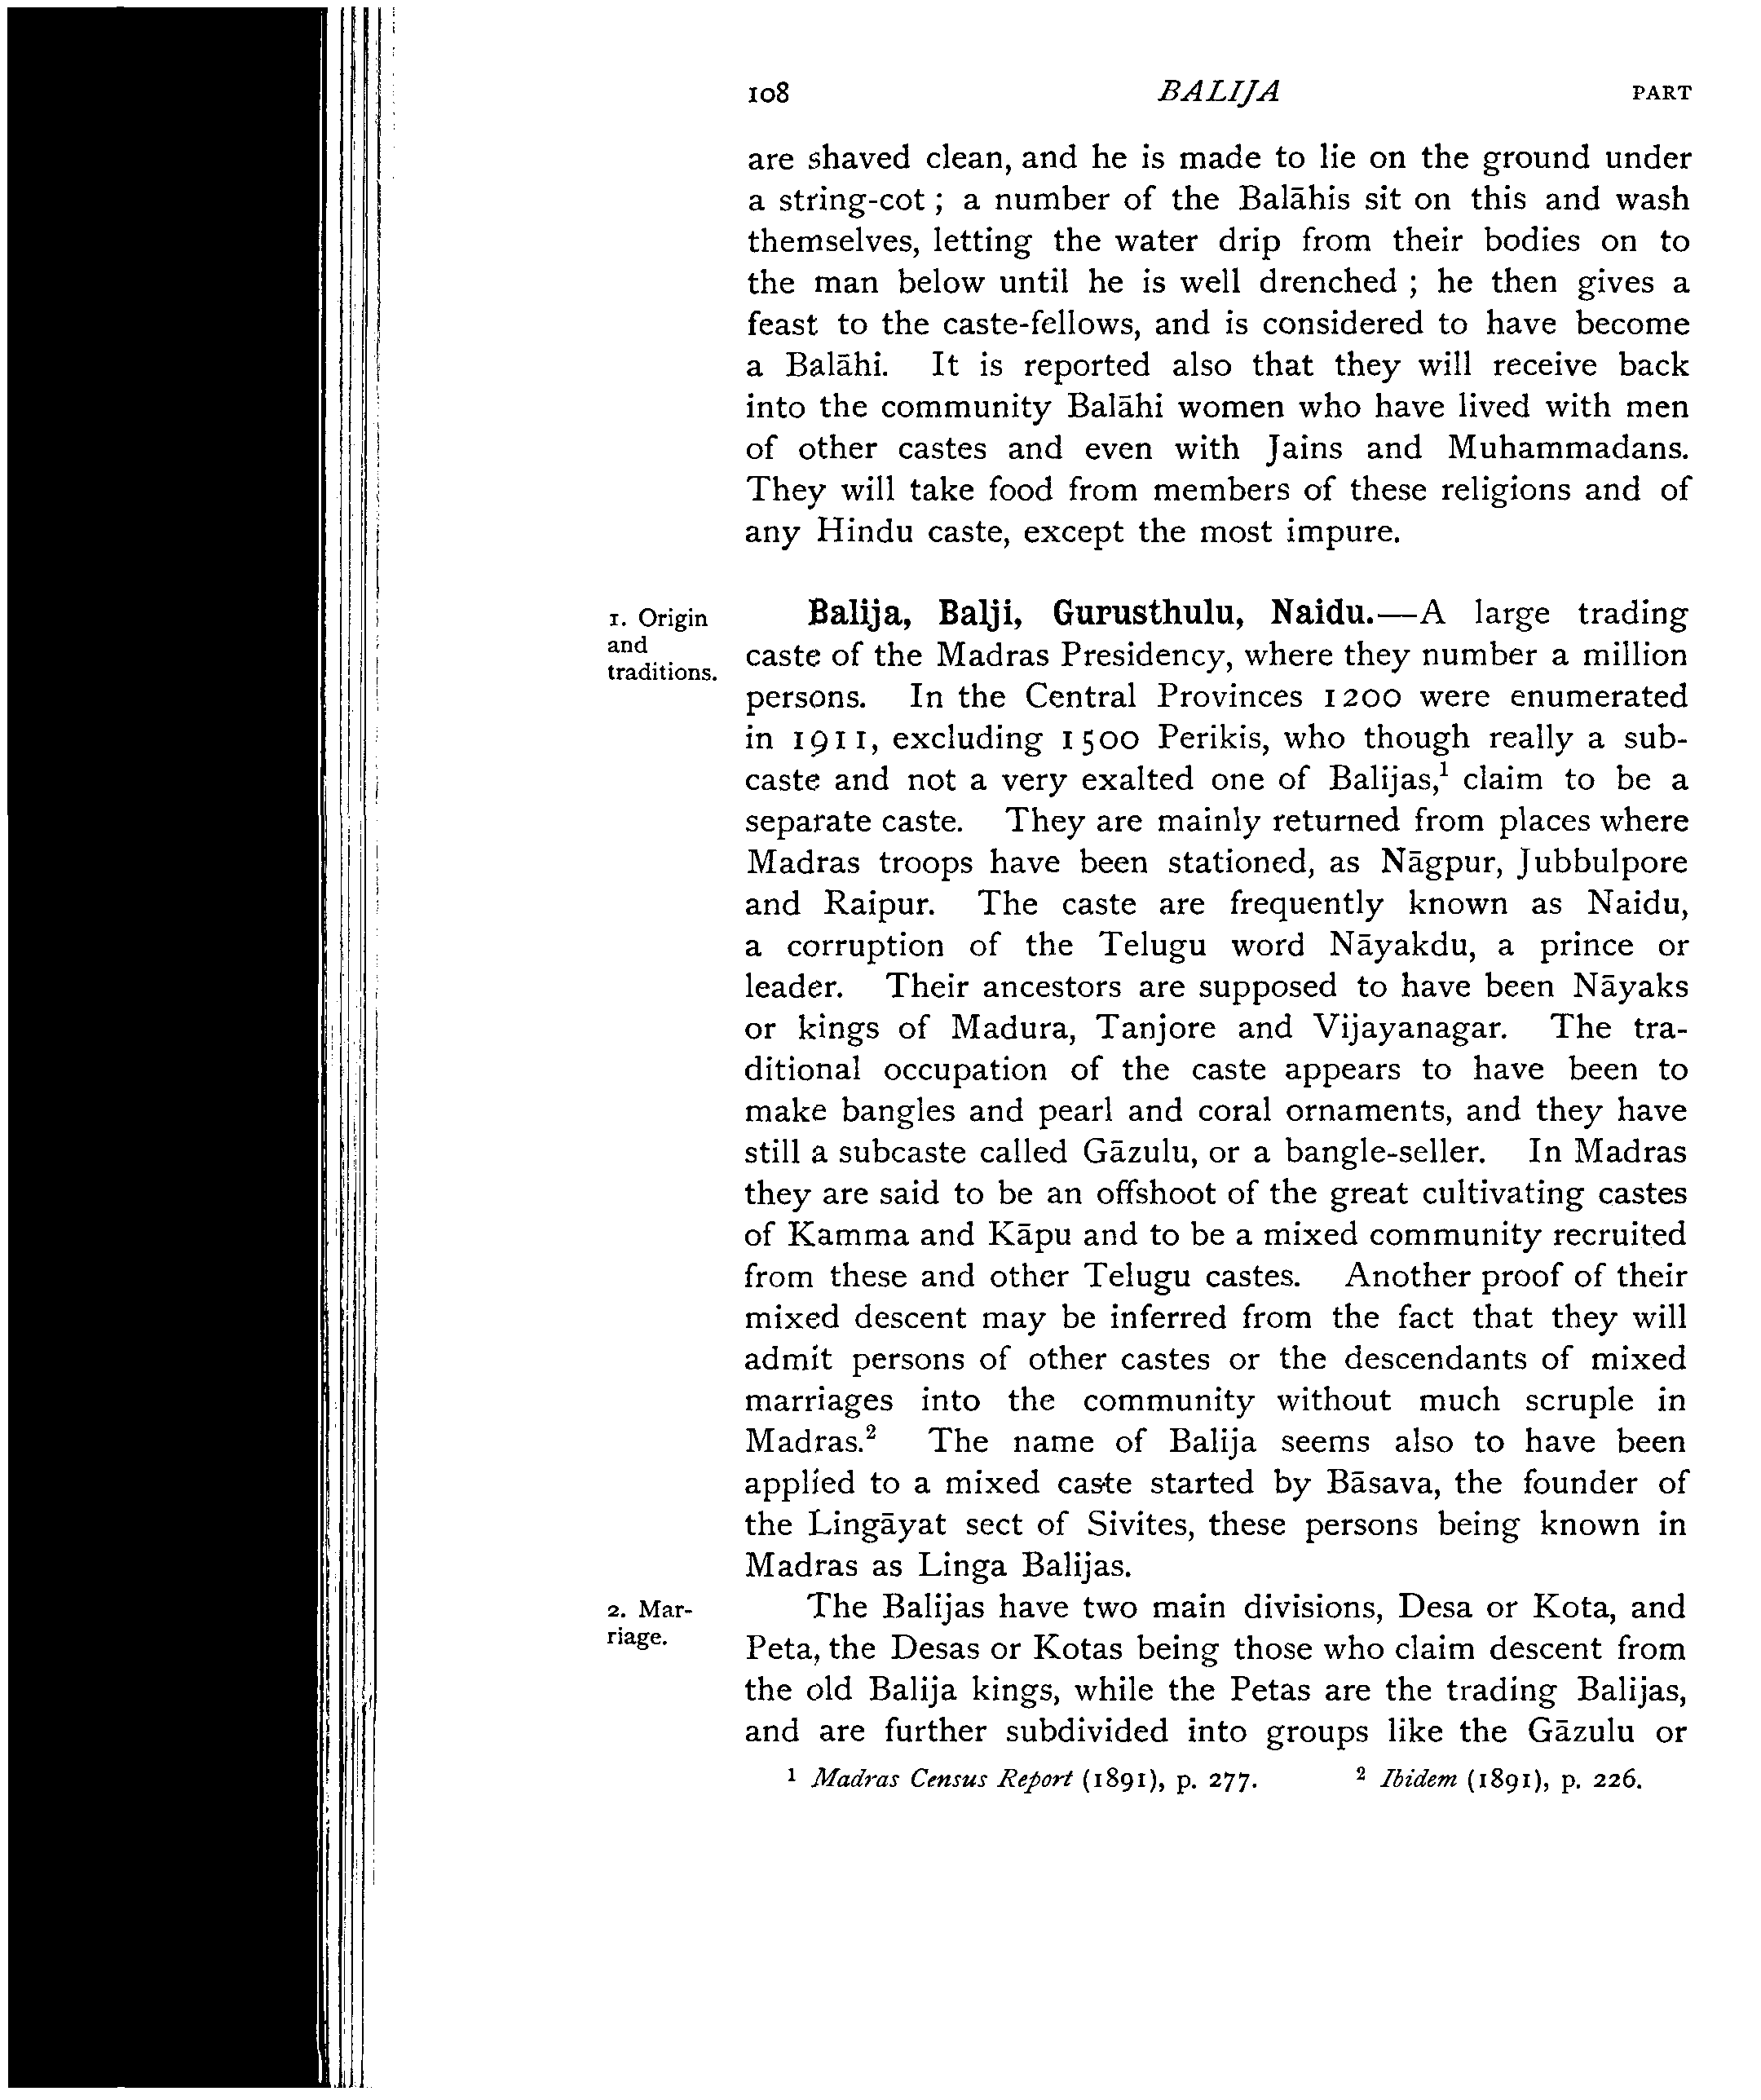 108 BALIJA PART
are shaved clean, and he is made to lie on the ground under
a string-cot ; a number of the Balāhis sit on this and wash
themselves, letting the water drip from their bodies on to
the man below until he is well drenched ; he then gives a
feast to the caste-fellows, and is considered to have become
a Balāhi. It is reported also that they will receive back
into the community Balāhi women who have lived with men
of other castes and even with Jains and Muhammadans.
They will take food from members of these religions and of
any Hindu caste, except the most impure.
1. Origin
and
traditions.
Balija, Balji, Gurusthulu, Naidu.—A large trading
caste of the Madras Presidency, where they number a million
persons. In the Central Provinces 1200 were enumerated
in 1911, excluding 1500 Perikis, who though really a sub-
caste and not a very exalted one of Balijas,¹ claim to be a
separate caste. They are mainly returned from places where
Madras troops have been stationed, as Nāgpur, Jubbulpore
and Raipur. The caste are frequently known as Naidu,
a corruption of the Telugu word Nāyakdu, a prince or
leader. Their ancestors are supposed to have been Nāyaks
or kings of Madura, Tanjore and Vijayanagar. The tra-
ditional occupation of the caste appears to have been to
make bangles and pearl and coral ornaments, and they have
still a subcaste called Gāzulu, or a bangle-seller. In Madras
they are said to be an offshoot of the great cultivating castes
of Kamma and Kāpu and to be a mixed community recruited
from these and other Telugu castes. Another proof of their
mixed descent may be inferred from the fact that they will
admit persons of other castes or the descendants of mixed
marriages into the community without much scruple in
Madras.² The name of Balija seems also to have been
applied to a mixed caste started by Bāsava, the founder of
the Lingāyat sect of Sivites, these persons being known in
Madras as Linga Balijas.
2. Mar-
riage.
The Balijas have two main divisions, Desa or Kota, and
Peta, the Desas or Kotas being those who claim descent from
the old Balija kings, while the Petas are the trading Balijas,
and are further subdivided into groups like the Gāzulu or
¹ Madras Census Report (1891), p. 277. ² Ibidem (1891), p. 226.